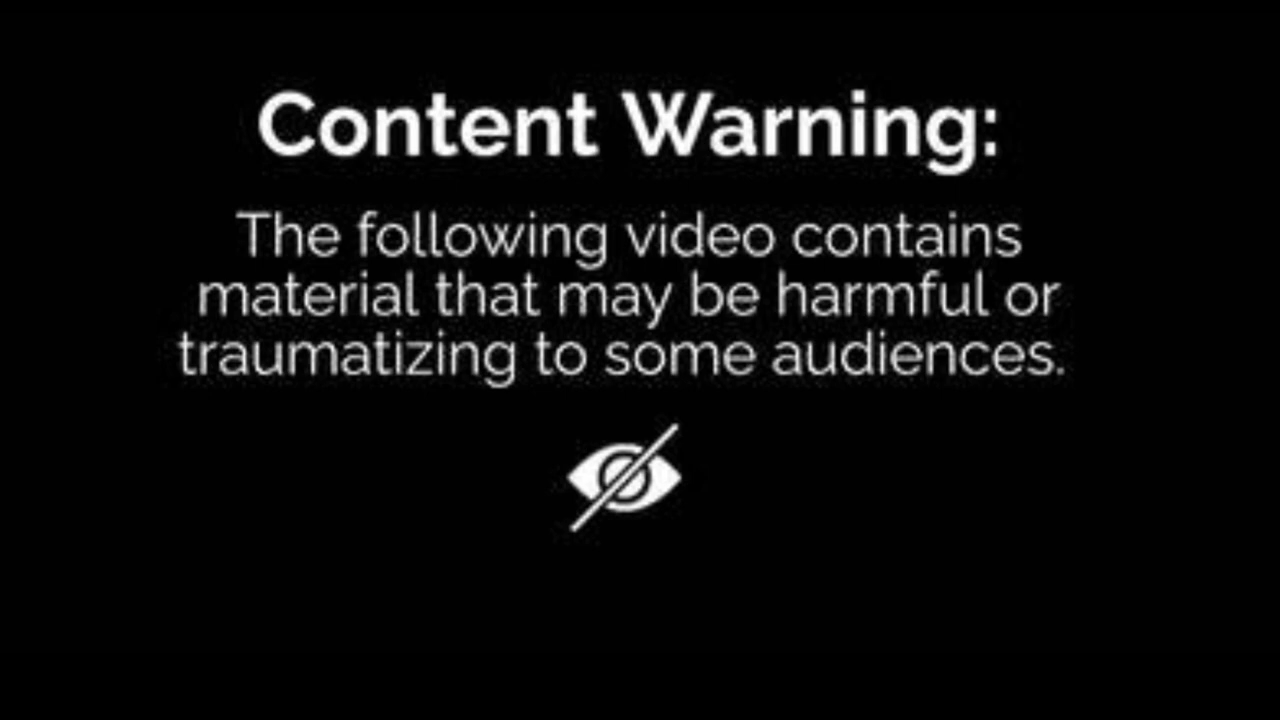 Content Warning:
The following video contains
material that may be harmful or
traumatizing to some audiences.